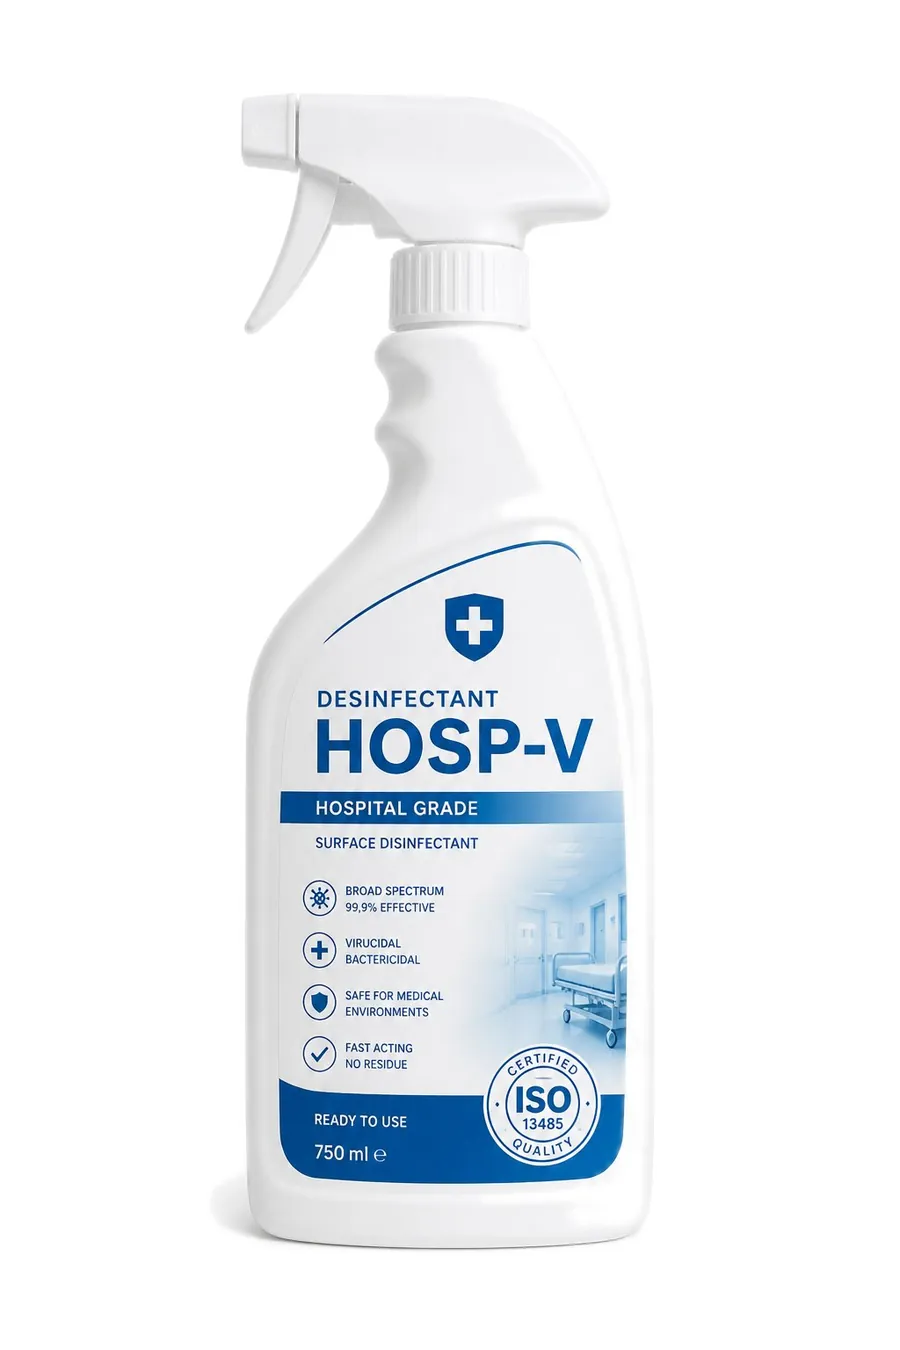 DESINFECTANT
HOSP-V
HOSPITAL GRADE
SURFACE DISINFECTANT
BROAD SPECTRUM
99,9% EFFECTIVE
VIRUCIDAL
BACTERICIDAL
SAFE FOR MEDICAL
ENVIRONMENTS
FAST ACTING
NO RESIDUE
READY TO USE
750 ml ℮
CERTIFIED
ISO
13485
QUALITY